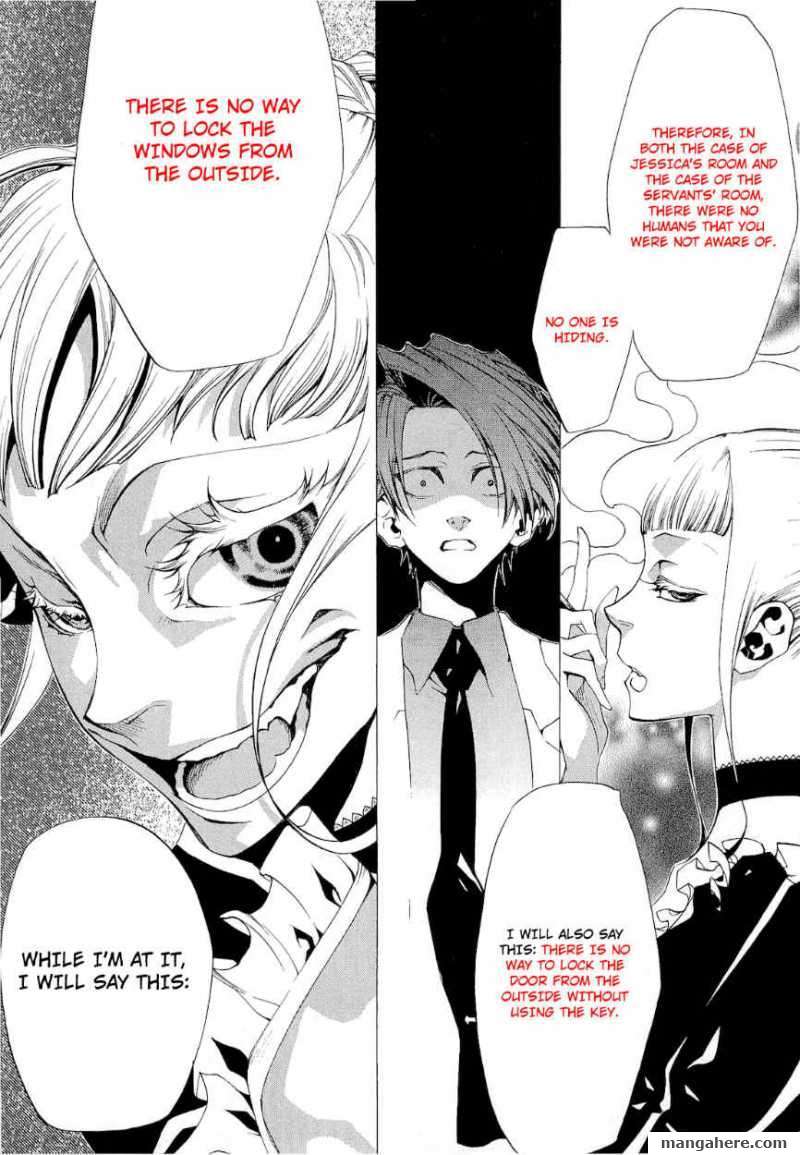 THEREFORE, IN
BOTH THE CASE OF
JESSICA'S ROOM AND
THE CASE OF THE
SERVANTS' ROOM,
THERE WERE NO
HUMANS THAT YOU
WERE NOT AWARE OF.
NO ONE IS
HIDING.
I WILL ALSO SAY
THIS: THERE IS NO
WAY TO LOCK THE
DOOR FROM THE
OUTSIDE WITHOUT
USING THE KEY.
THERE IS NO WAY
TO LOCK THE
WINDOWS FROM
THE OUTSIDE.
WHILE I'M AT IT,
I WILL SAY THIS:
mangahere.com